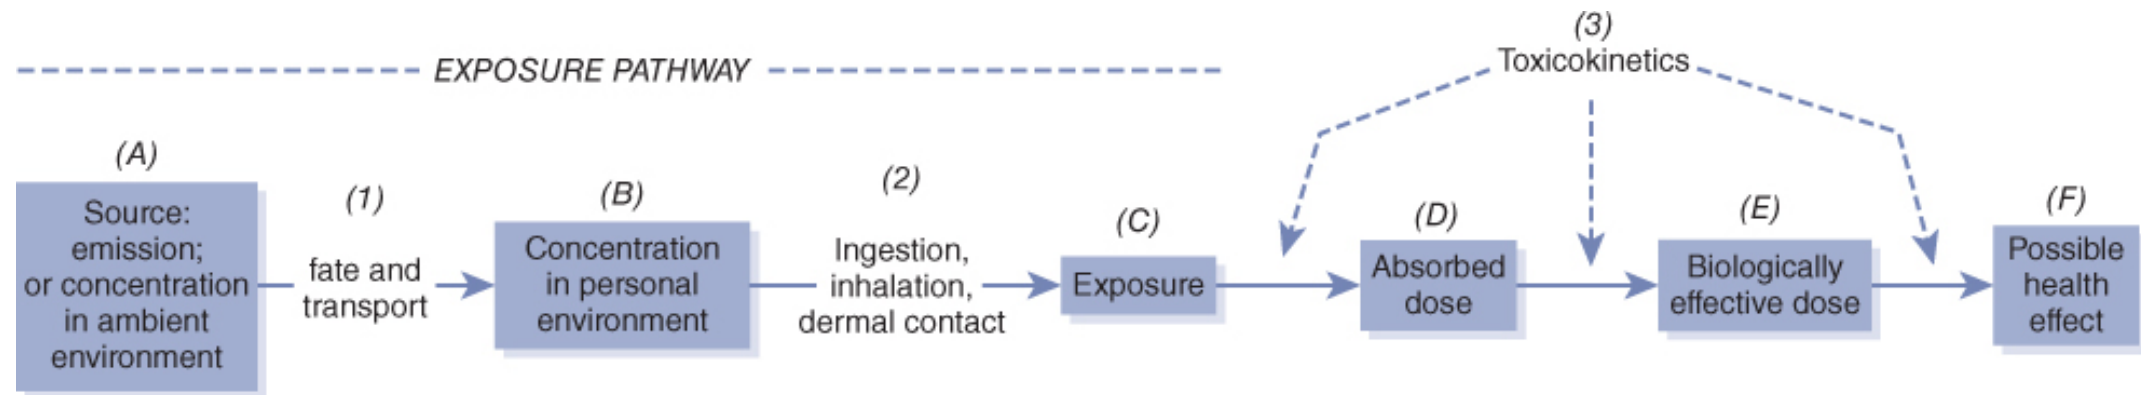 EXPOSURE PATHWAY
(3)
Toxicokinetics
(A)
Source:
emission;
or concentration
in ambient
environment
(1)
fate and
transport
(B)
Concentration
in personal
environment
(2)
Ingestion,
inhalation,
dermal contact
(C)
Exposure
(D)
Absorbed
dose
(E)
Biologically
effective dose
(F)
Possible
health
effect